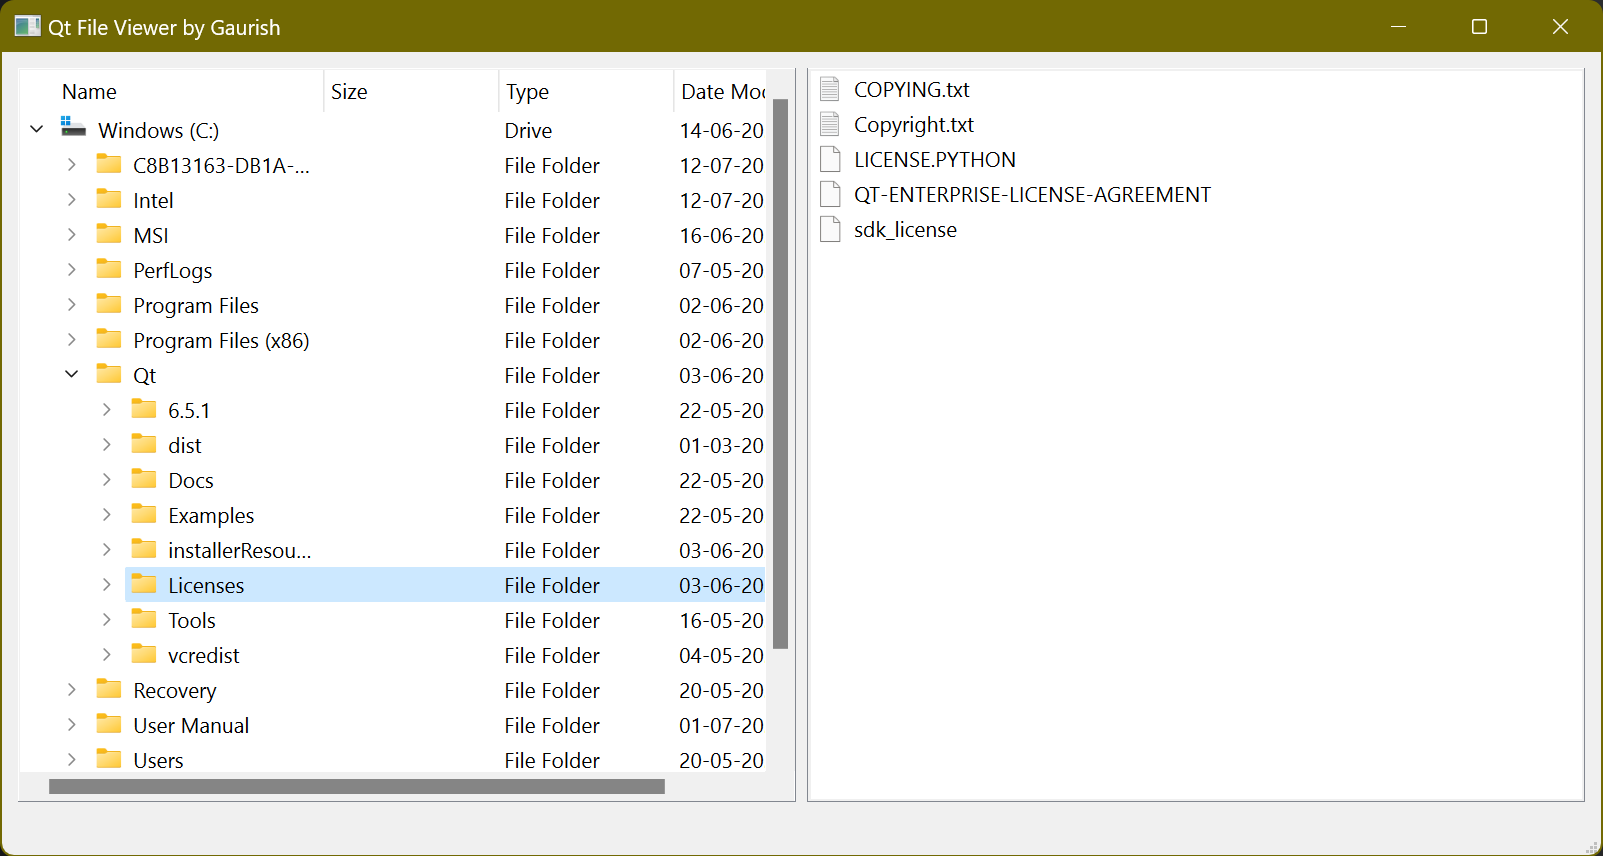 Qt File Viewer by Gaurish
Name Size Type Date Mod
Windows (C:) Drive 14-06-20
C8B13163-DB1A-... File Folder 12-07-20
Intel File Folder 12-07-20
MSI File Folder 16-06-20
PerfLogs File Folder 07-05-20
Program Files File Folder 02-06-20
Program Files (x86) File Folder 02-06-20
Qt File Folder 03-06-20
6.5.1 File Folder 22-05-20
dist File Folder 01-03-20
Docs File Folder 22-05-20
Examples File Folder 22-05-20
installerResou... File Folder 03-06-20
Licenses File Folder 03-06-20
Tools File Folder 16-05-20
vcredist File Folder 04-05-20
Recovery File Folder 20-05-20
User Manual File Folder 01-07-20
Users File Folder 20-05-20
COPYING.txt
Copyright.txt
LICENSE.PYTHON
QT-ENTERPRISE-LICENSE-AGREEMENT
sdk_license